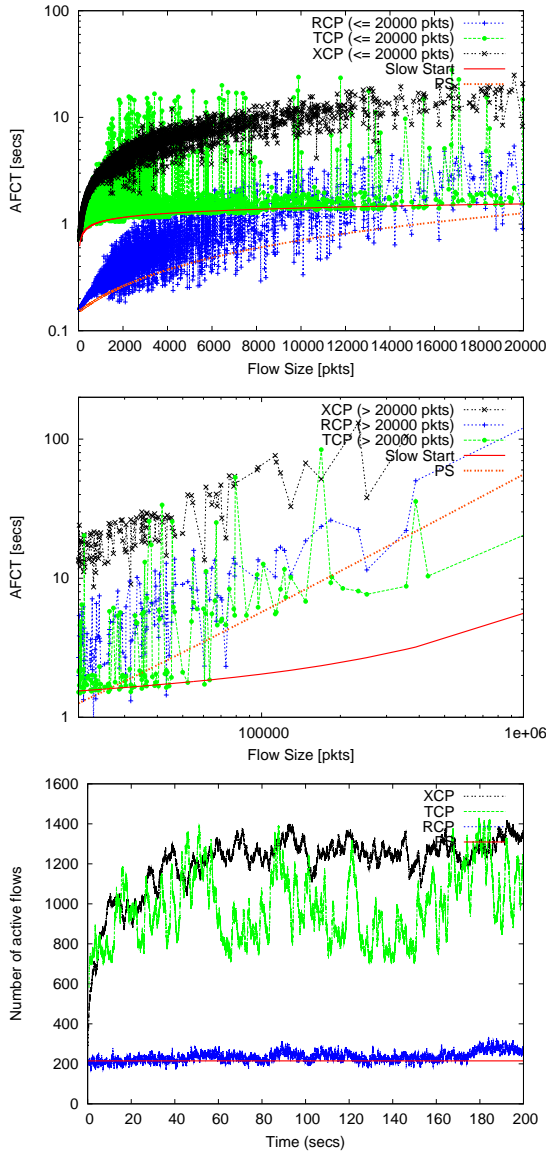 100
RCP (<= 20000 pkts)
TCP (<= 20000 pkts)
XCP (<= 20000 pkts)
Slow Start
PS
10
1
0.1
AFCT [secs]
0 2000 4000 6000 8000 10000 12000 14000 16000 18000 20000
Flow Size [pkts]
XCP (> 20000 pkts)
RCP (> 20000 pkts)
TCP (> 20000 pkts)
Slow Start
PS
100
10
1
AFCT [secs]
100000 1e+06
Flow Size [pkts]
1600
XCP
TCP
RCP
PS
1400
1200
1000
800
600
400
200
0
Number of active flows
0 20 40 60 80 100 120 140 160 180 200
Time (secs)